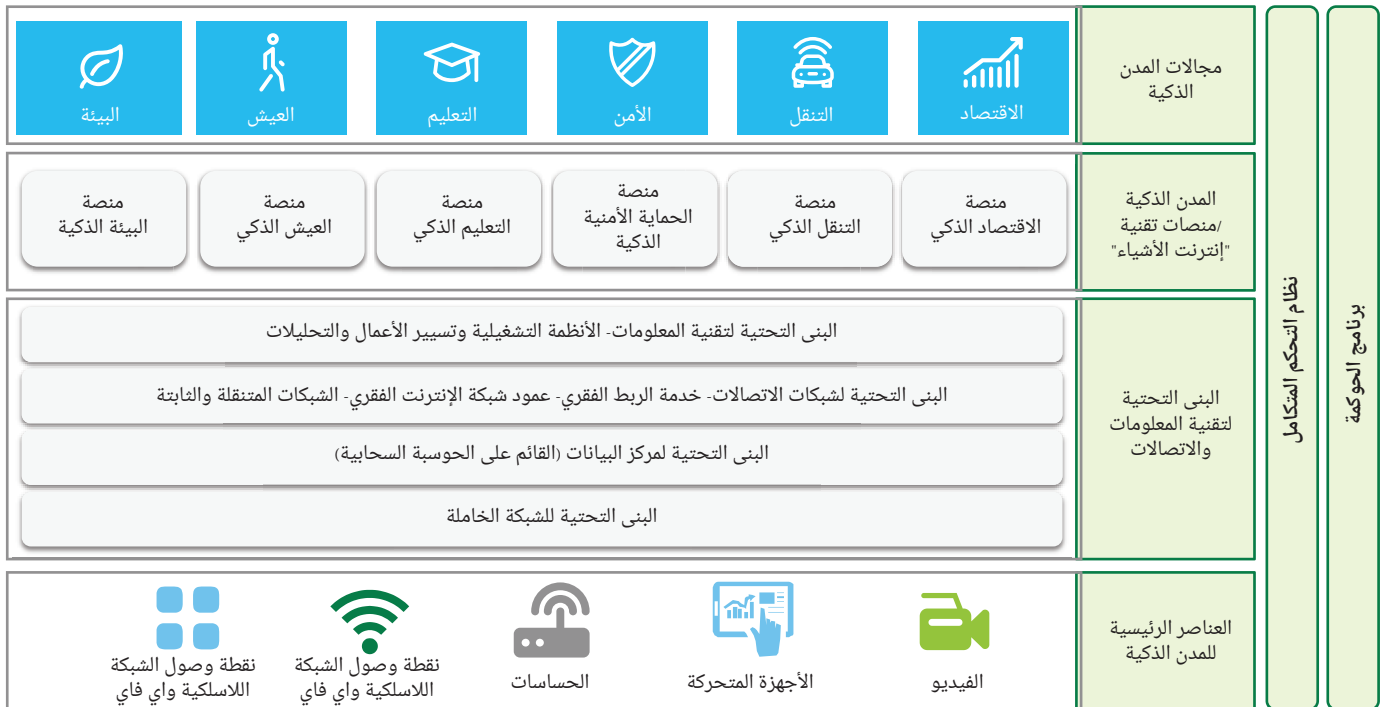 برنامج الحوكمة
نظام التحكم المتكامل
مجالات المدن
الذكية
الاقتصاد
التنقل
الأمن
التعليم
العيش
البيئة
المدن الذكية
/منصات تقنية
"إنترنت الأشياء"
منصة
الاقتصاد الذكي
منصة
التنقل الذكي
منصة
الحماية الأمنية
الذكية
منصة
التعليم الذكي
منصة
العيش الذكي
منصة
البيئة الذكية
البنى التحتية
لتقنية المعلومات
والاتصالات
البنى التحتية لتقنية المعلومات- الأنظمة التشغيلية وتسيير الأعمال والتحليلات
البنى التحتية لشبكات الاتصالات- خدمة الربط الفقري- عمود شبكة الإنترنت الفقري- الشبكات المتنقلة والثابتة
البنى التحتية لمركز البيانات (القائم على الحوسبة السحابية)
البنى التحتية للشبكة الخاملة
العناصر الرئيسية
للمدن الذكية
الفيديو
الأجهزة المتحركة
الحساسات
نقطة وصول الشبكة
اللاسلكية واي فاي
نقطة وصول الشبكة
اللاسلكية واي فاي